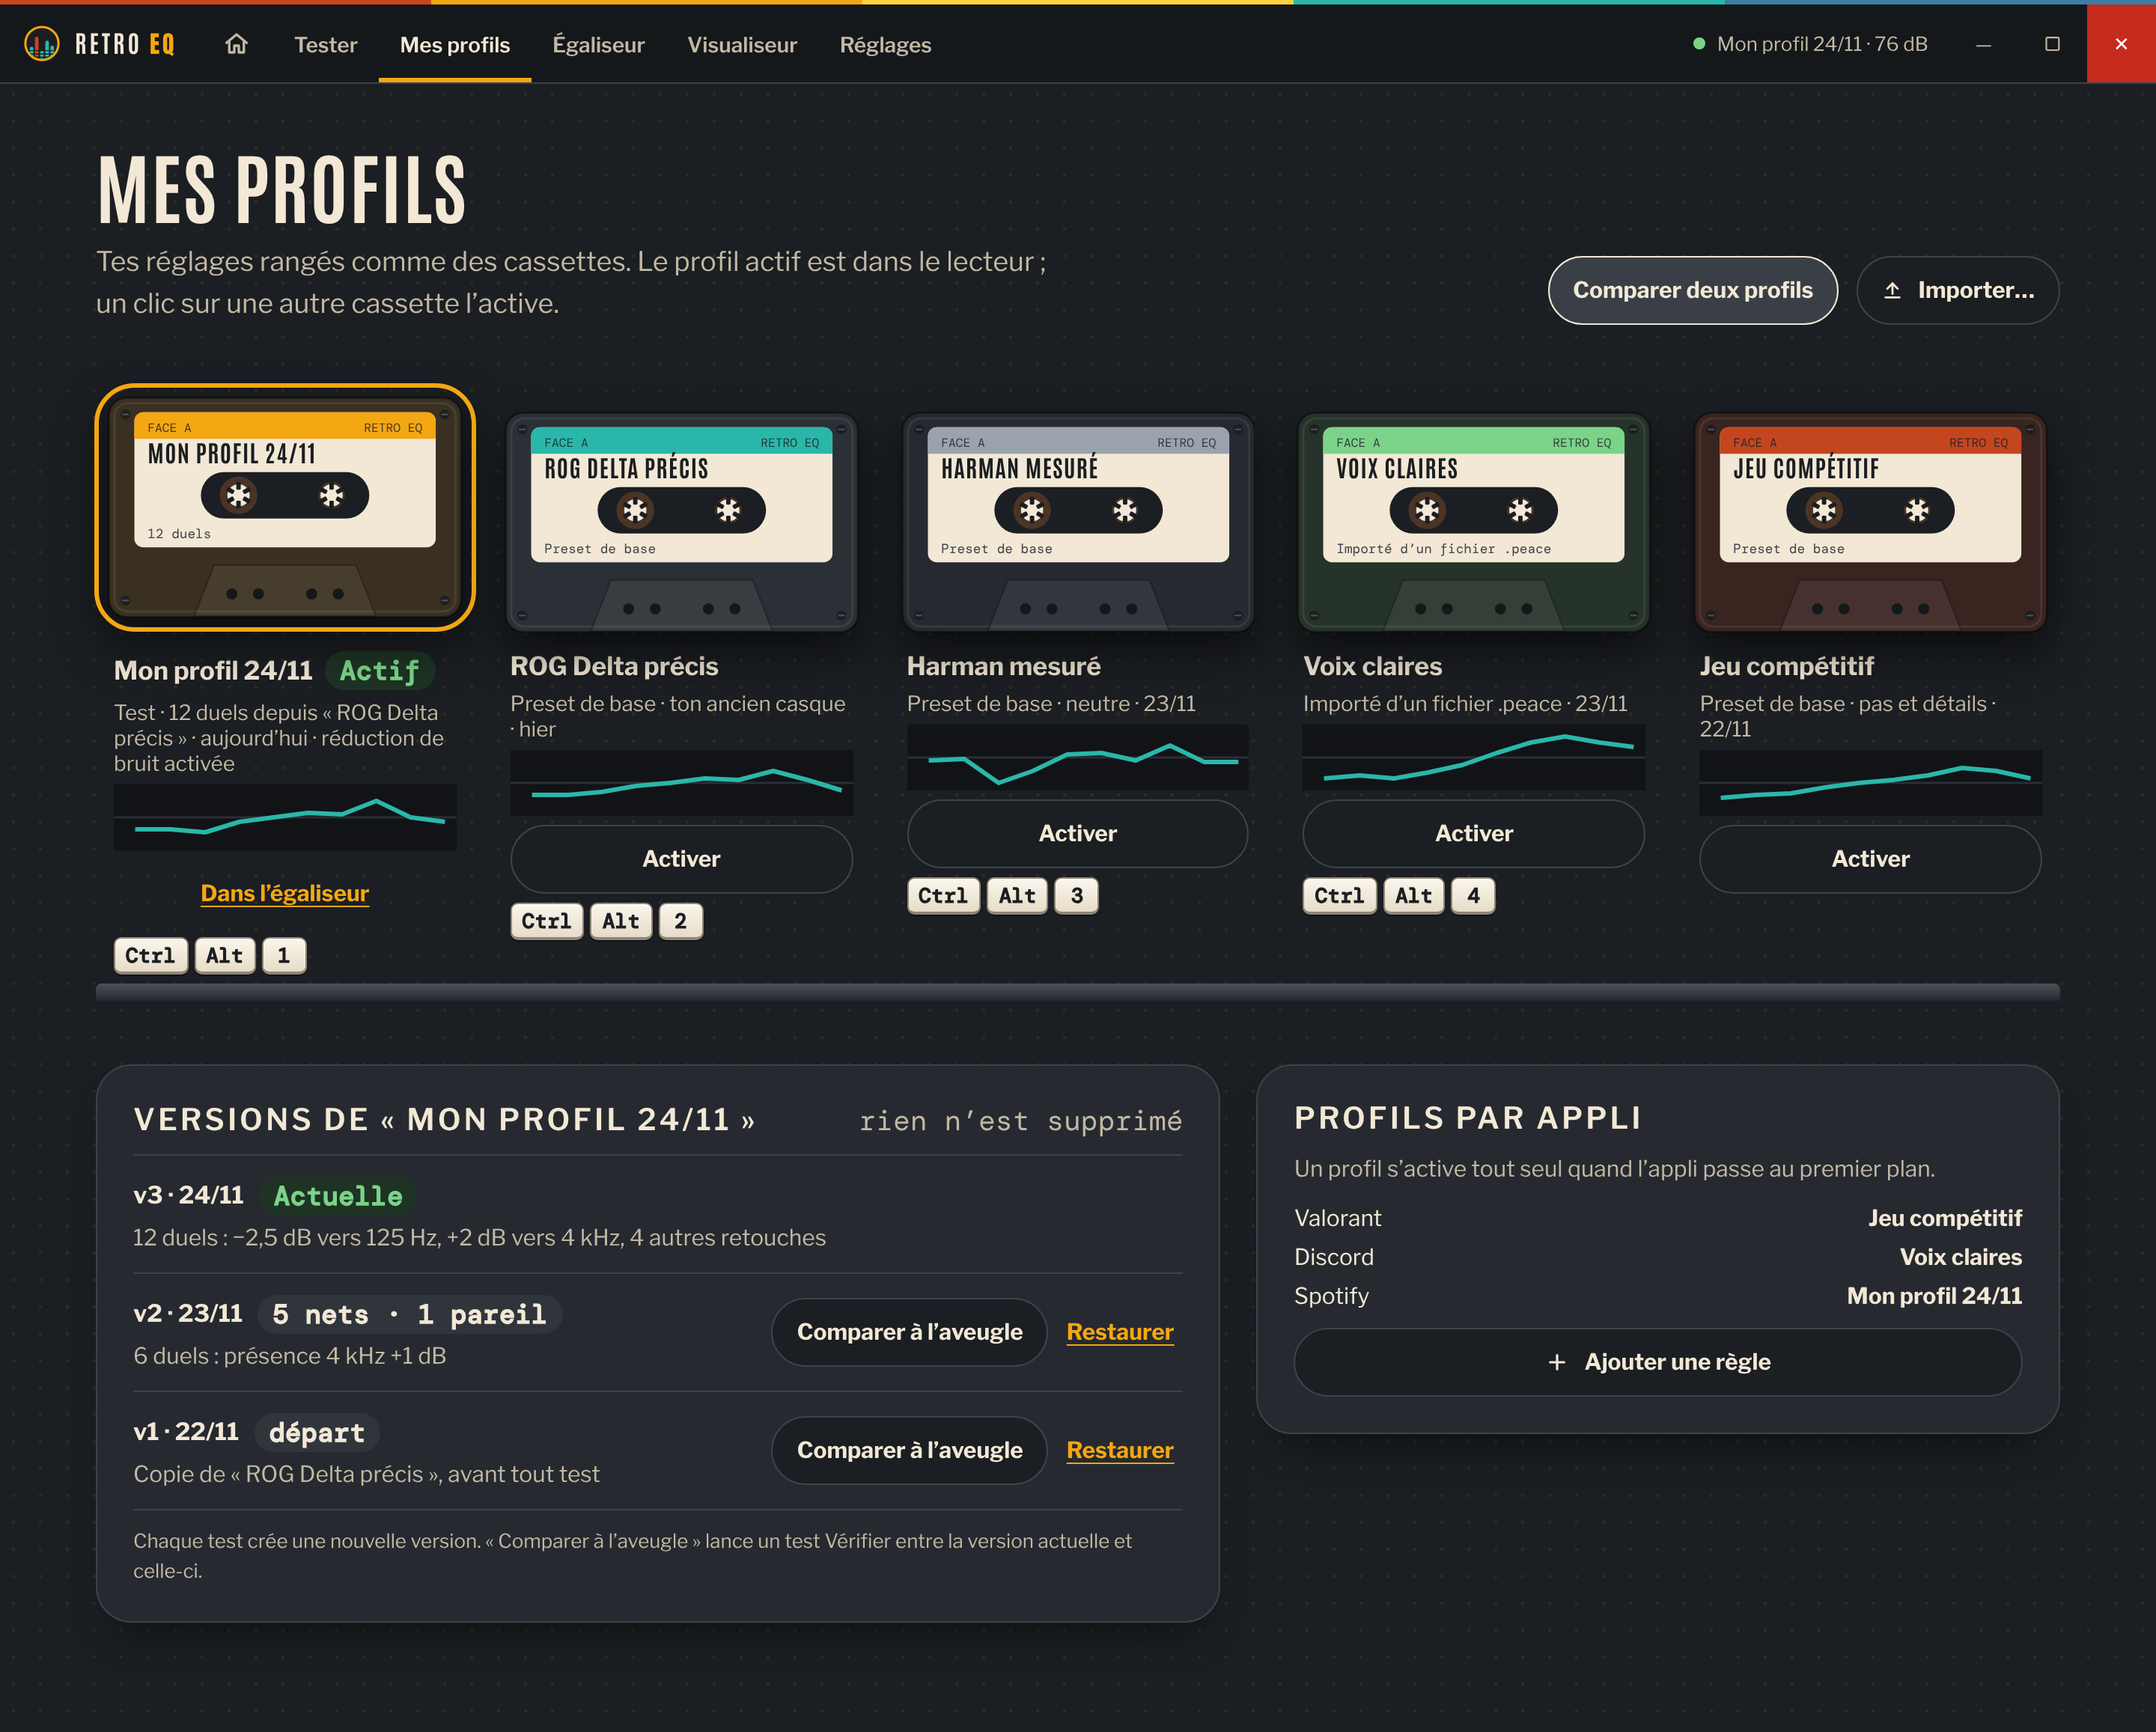 RETRO EQ
Tester
Mes profils
Égaliseur
Visualiseur
Réglages
Mon profil 24/11 · 76 dB
MES PROFILS
Tes réglages rangés comme des cassettes. Le profil actif est dans le lecteur ;
un clic sur une autre cassette l’active.
Comparer deux profils
Importer…
FACE A RETRO EQ
MON PROFIL 24/11
12 duels
FACE A RETRO EQ
ROG DELTA PRÉCIS
Preset de base
FACE A RETRO EQ
HARMAN MESURÉ
Preset de base
FACE A RETRO EQ
VOIX CLAIRES
Importé d’un fichier .peace
FACE A RETRO EQ
JEU COMPÉTITIF
Preset de base
Mon profil 24/11 Actif
Test · 12 duels depuis « ROG Delta
précis » · aujourd’hui · réduction de
bruit activée
Dans l’égaliseur
Ctrl Alt 1
ROG Delta précis
Preset de base · ton ancien casque
· hier
Activer
Ctrl Alt 2
Harman mesuré
Preset de base · neutre · 23/11
Activer
Ctrl Alt 3
Voix claires
Importé d’un fichier .peace · 23/11
Activer
Ctrl Alt 4
Jeu compétitif
Preset de base · pas et détails ·
22/11
Activer
VERSIONS DE « MON PROFIL 24/11 »
rien n’est supprimé
v3 · 24/11 Actuelle
12 duels : −2,5 dB vers 125 Hz, +2 dB vers 4 kHz, 4 autres retouches
v2 · 23/11 5 nets · 1 pareil
6 duels : présence 4 kHz +1 dB
Comparer à l’aveugle
Restaurer
v1 · 22/11 départ
Copie de « ROG Delta précis », avant tout test
Comparer à l’aveugle
Restaurer
Chaque test crée une nouvelle version. « Comparer à l’aveugle » lance un test Vérifier entre la version actuelle et
celle-ci.
PROFILS PAR APPLI
Un profil s’active tout seul quand l’appli passe au premier plan.
Valorant Jeu compétitif
Discord Voix claires
Spotify Mon profil 24/11
+ Ajouter une règle